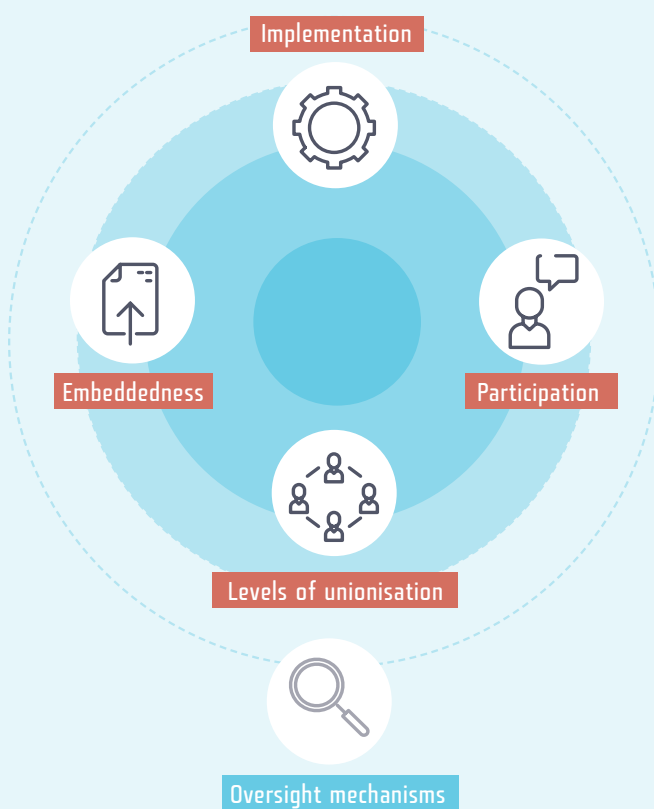 Implementation
Embeddedness
Participation
Levels of unionisation
Oversight mechanisms